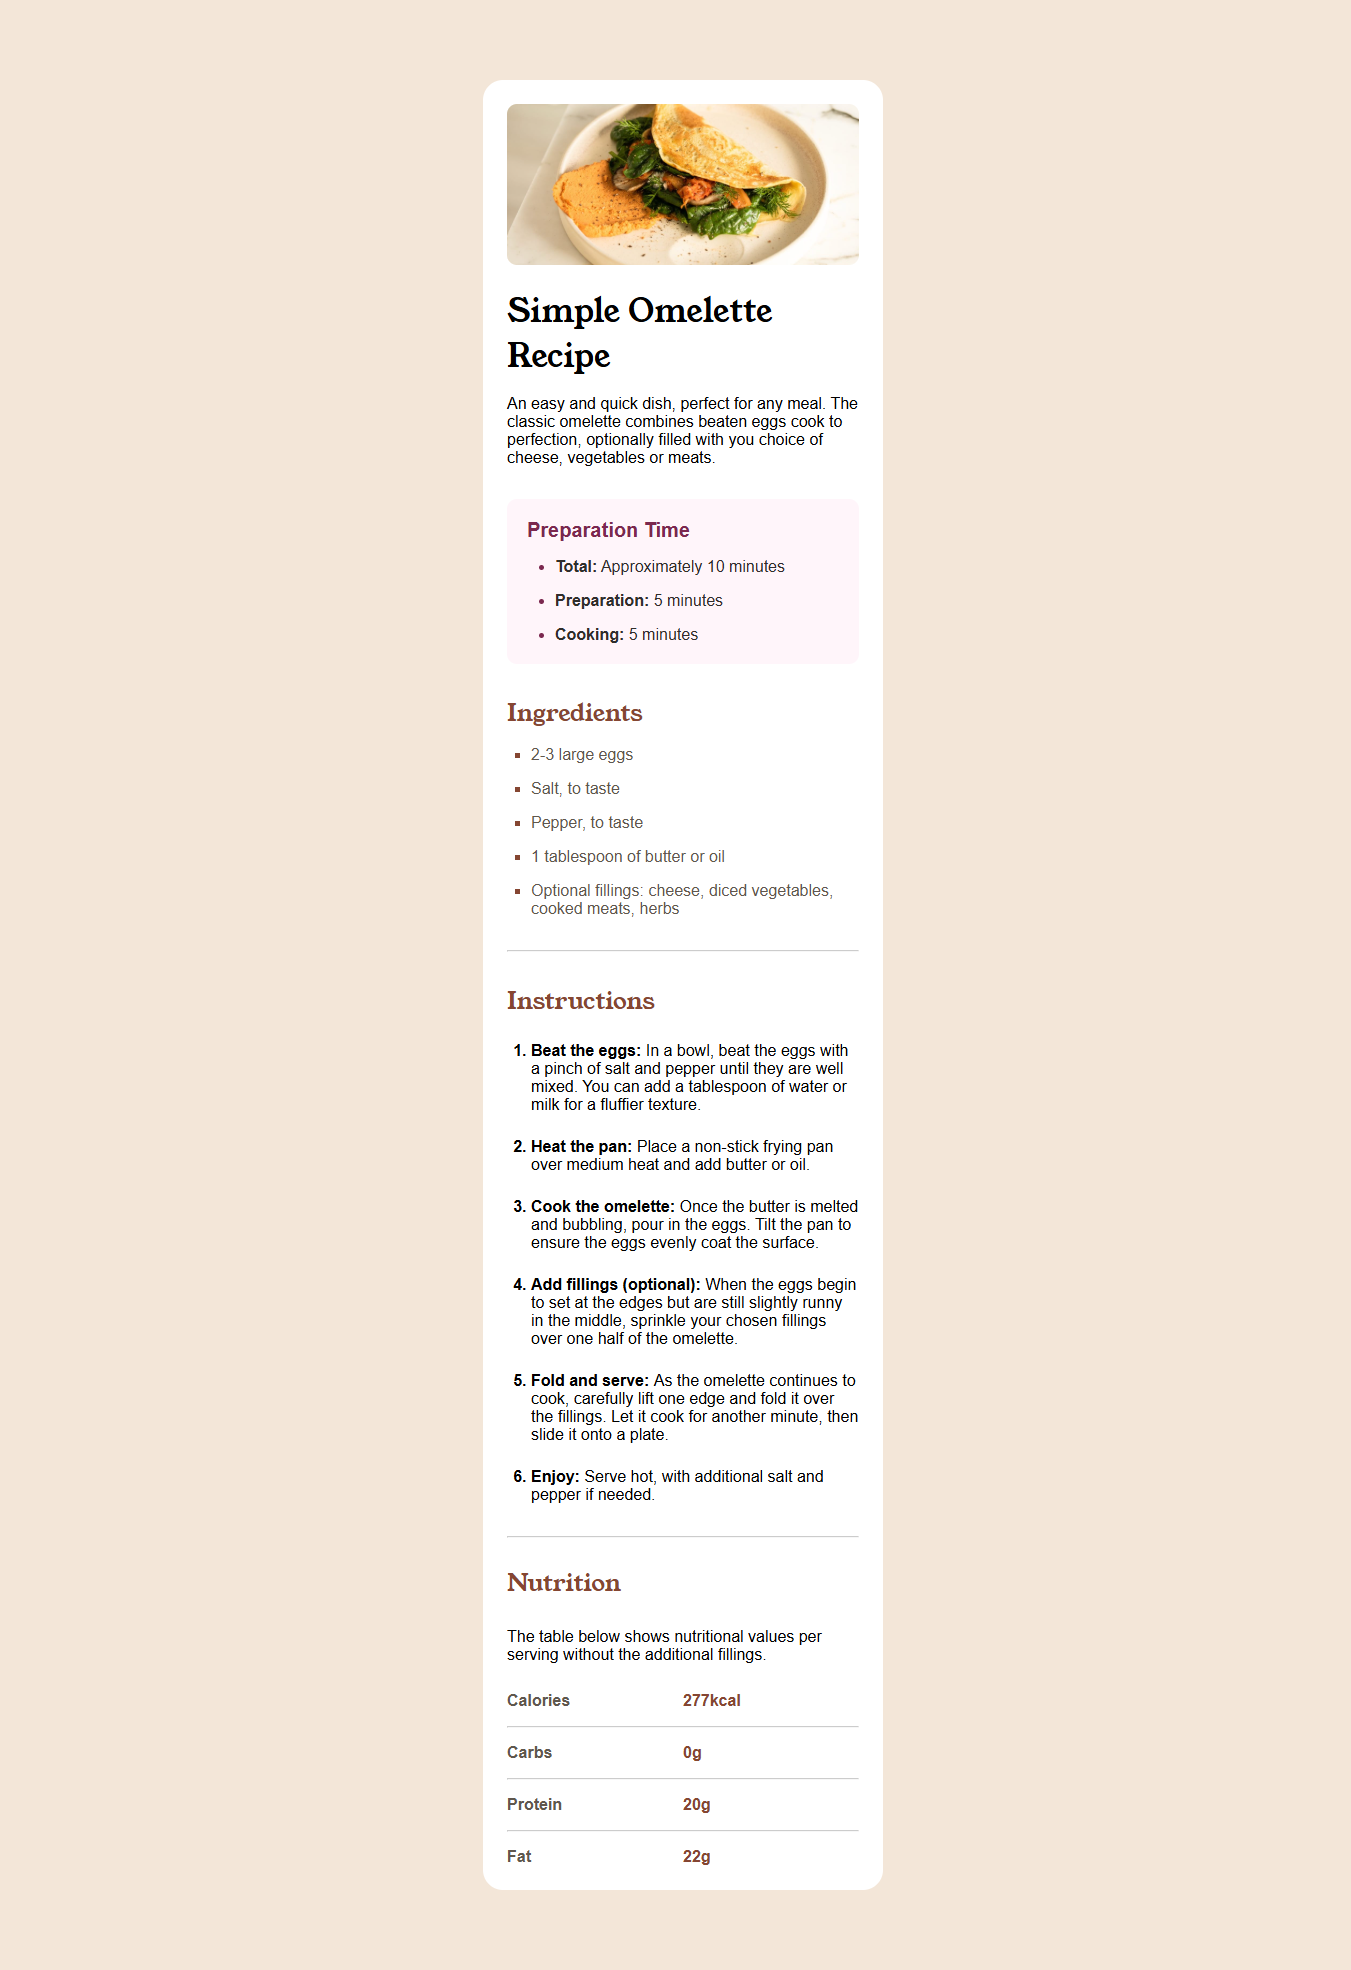 Simple Omelette
Recipe
An easy and quick dish, perfect for any meal. The
classic omelette combines beaten eggs cook to
perfection, optionally filled with you choice of
cheese, vegetables or meats.
Preparation Time
• Total: Approximately 10 minutes
• Preparation: 5 minutes
• Cooking: 5 minutes
Ingredients
▪ 2-3 large eggs
▪ Salt, to taste
▪ Pepper, to taste
▪ 1 tablespoon of butter or oil
▪ Optional fillings: cheese, diced vegetables,
cooked meats, herbs
Instructions
1. Beat the eggs: In a bowl, beat the eggs with
a pinch of salt and pepper until they are well
mixed. You can add a tablespoon of water or
milk for a fluffier texture.
2. Heat the pan: Place a non-stick frying pan
over medium heat and add butter or oil.
3. Cook the omelette: Once the butter is melted
and bubbling, pour in the eggs. Tilt the pan to
ensure the eggs evenly coat the surface.
4. Add fillings (optional): When the eggs begin
to set at the edges but are still slightly runny
in the middle, sprinkle your chosen fillings
over one half of the omelette.
5. Fold and serve: As the omelette continues to
cook, carefully lift one edge and fold it over
the fillings. Let it cook for another minute, then
slide it onto a plate.
6. Enjoy: Serve hot, with additional salt and
pepper if needed.
Nutrition
The table below shows nutritional values per
serving without the additional fillings.
Calories 277kcal
Carbs 0g
Protein 20g
Fat 22g